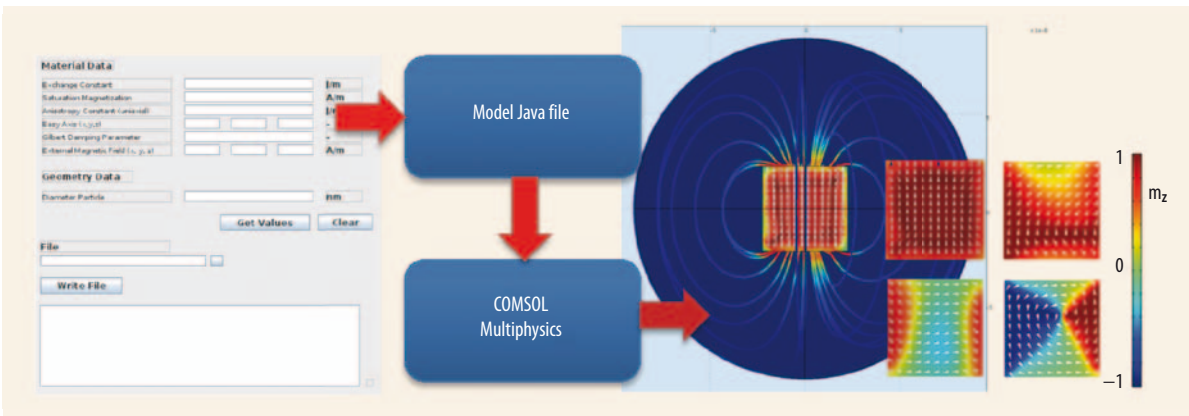 Material Data
Exchange Constant
J/m
Saturation Magnetization
A/m
Anisotropy Constant (uniaxial)
Easy Axis (x,y,z)
-
Gilbert Damping Parameter
-
External Magnetic Field (x, y, z)
A/m
Geometry Data
Diameter Particle
nm
Get Values
Clear
File
Write File
Model Java file
COMSOL
Multiphysics
1
mz
0
−1